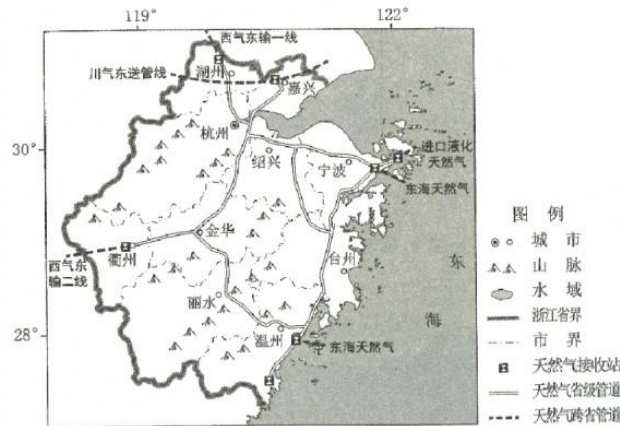 119°
122°
西气东输一线
川气东送管线
湖州
嘉兴
杭州
30°
绍兴
宁波
进口液化
天然气
东海天然气
金华
衢州
西气东
输二线
台州
丽水
28°
温州
东海天然气
东
海
图 例
城 市
山 脉
水 域
浙江省界
市 界
天然气接收站
天然气省级管道
天然气跨省管道